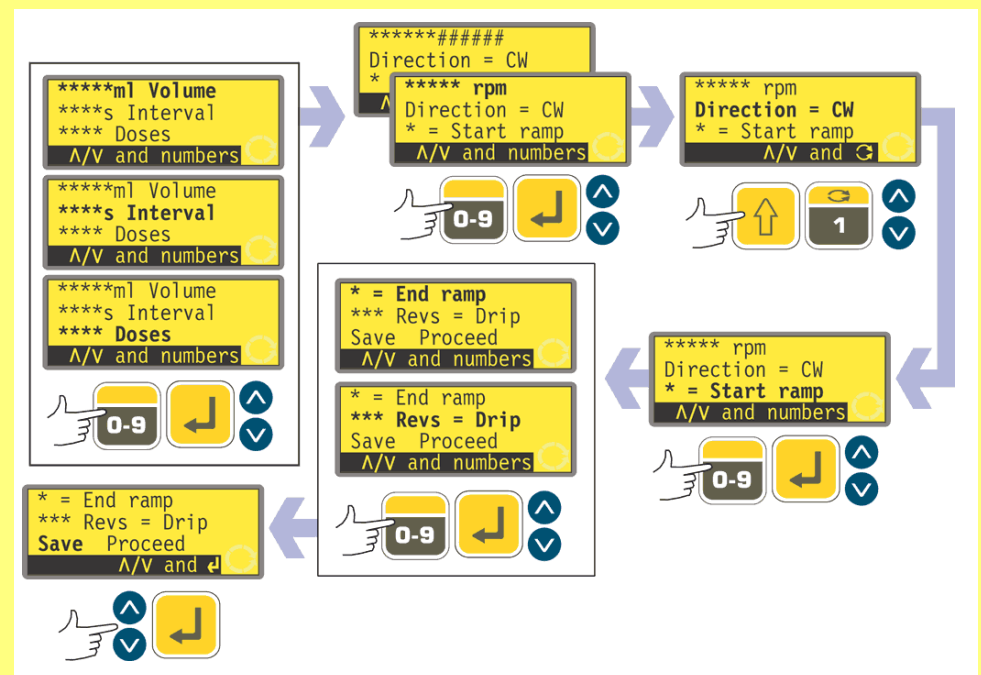 *****ml Volume
****s Interval
**** Doses
Λ/V and numbers
*****ml Volume
****s Interval
**** Doses
Λ/V and numbers
*****ml Volume
****s Interval
**** Doses
Λ/V and numbers
0-9
******######
Direction = CW
*
Λ
***** rpm
Direction = CW
* = Start ramp
Λ/V and numbers
0-9
***** rpm
Direction = CW
* = Start ramp
Λ/V and
1
***** rpm
Direction = CW
* = Start ramp
Λ/V and numbers
0-9
* = End ramp
*** Revs = Drip
Save Proceed
Λ/V and numbers
* = End ramp
*** Revs = Drip
Save Proceed
Λ/V and numbers
0-9
* = End ramp
*** Revs = Drip
Save Proceed
Λ/V and ↲